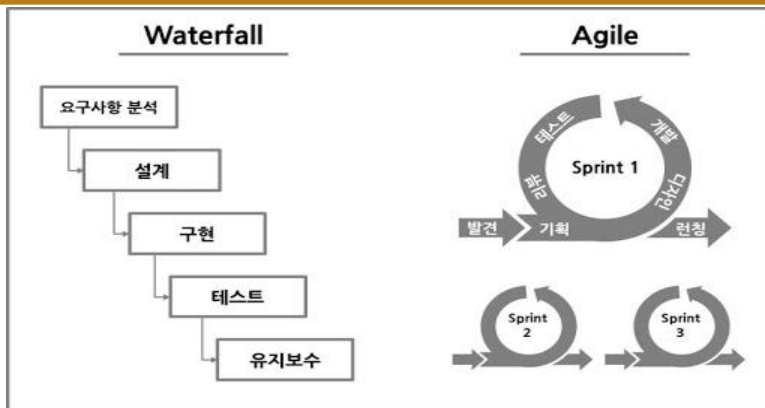 Waterfall
요구사항 분석
설계
구현
테스트
유지보수
Agile
테스트
개발
Sprint 1
리뷰
디자인
발견
기획
런칭
Sprint
2
Sprint
3